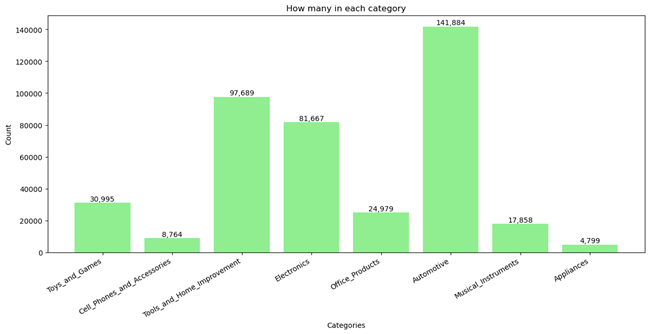 How many in each category
141,884
140000
120000
97,689
100000
81,667
80000
Count
60000
40000
30,995
24,979
17,858
20000
8,764
4,799
0
Toys_and_Games
Cell_Phones_and_Accessories
Tools_and_Home_Improvement
Electronics
Office_Products
Automotive
Musical_Instruments
Appliances
Categories